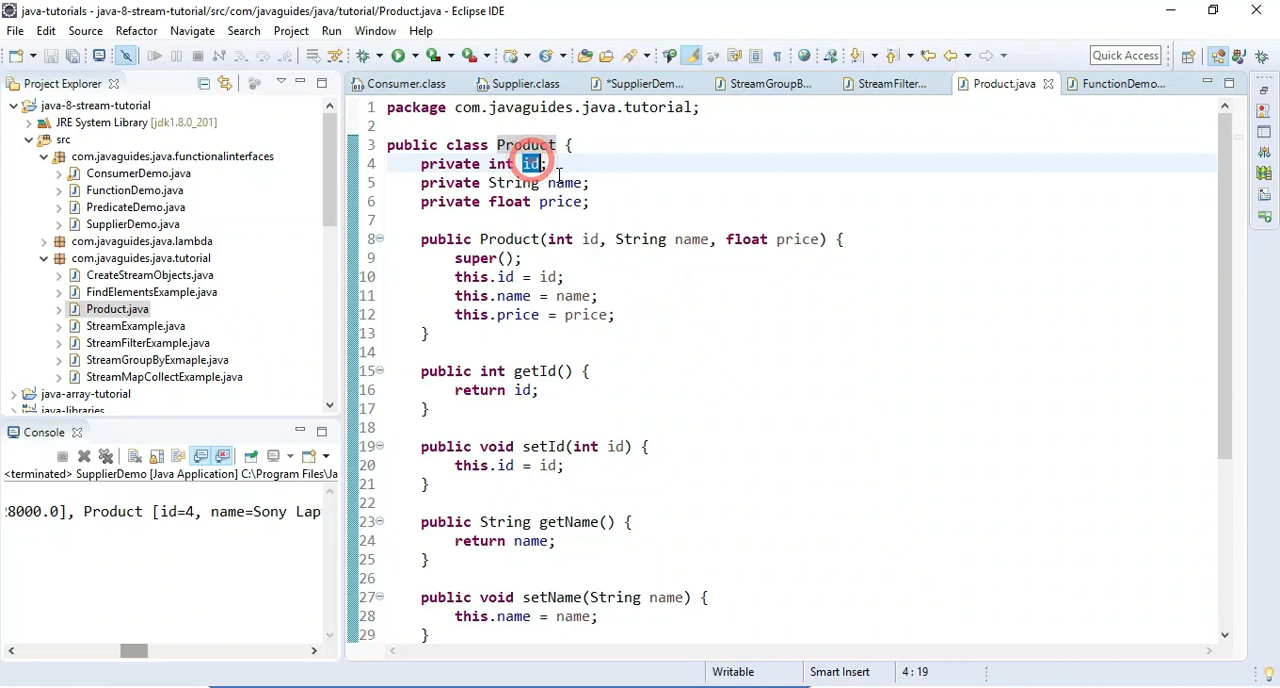 java-tutorials - java-8-stream-tutorial/src/com/javaguides/java/tutorial/Product.java - Eclipse IDE
File Edit Source Refactor Navigate Search Project Run Window Help
Quick Access
Project Explorer
java-8-stream-tutorial
JRE System Library [jdk1.8.0_201]
src
com.javaguides.java.functionalinterfaces
ConsumerDemo.java
FunctionDemo.java
PredicateDemo.java
SupplierDemo.java
com.javaguides.java.lambda
com.javaguides.java.tutorial
CreateStreamObjects.java
FindElementsExample.java
Product.java
StreamExample.java
StreamFilterExample.java
StreamGroupByExmaple.java
StreamMapCollectExample.java
java-array-tutorial
java-libraries
Console
<terminated> SupplierDemo [Java Application] C:\Program Files\Ja
28000.0], Product [id=4, name=Sony Lap
Consumer.class Supplier.class *SupplierDem... StreamGroupB... StreamFilter... Product.java FunctionDemo...
1 package com.javaguides.java.tutorial;
2
3 public class Product {
4 private int id;
5 private String name;
6 private float price;
7
8 public Product(int id, String name, float price) {
9 super();
10 this.id = id;
11 this.name = name;
12 this.price = price;
13 }
14
15 public int getId() {
16 return id;
17 }
18
19 public void setId(int id) {
20 this.id = id;
21 }
22
23 public String getName() {
24 return name;
25 }
26
27 public void setName(String name) {
28 this.name = name;
29 }
Writable Smart Insert 4 : 19